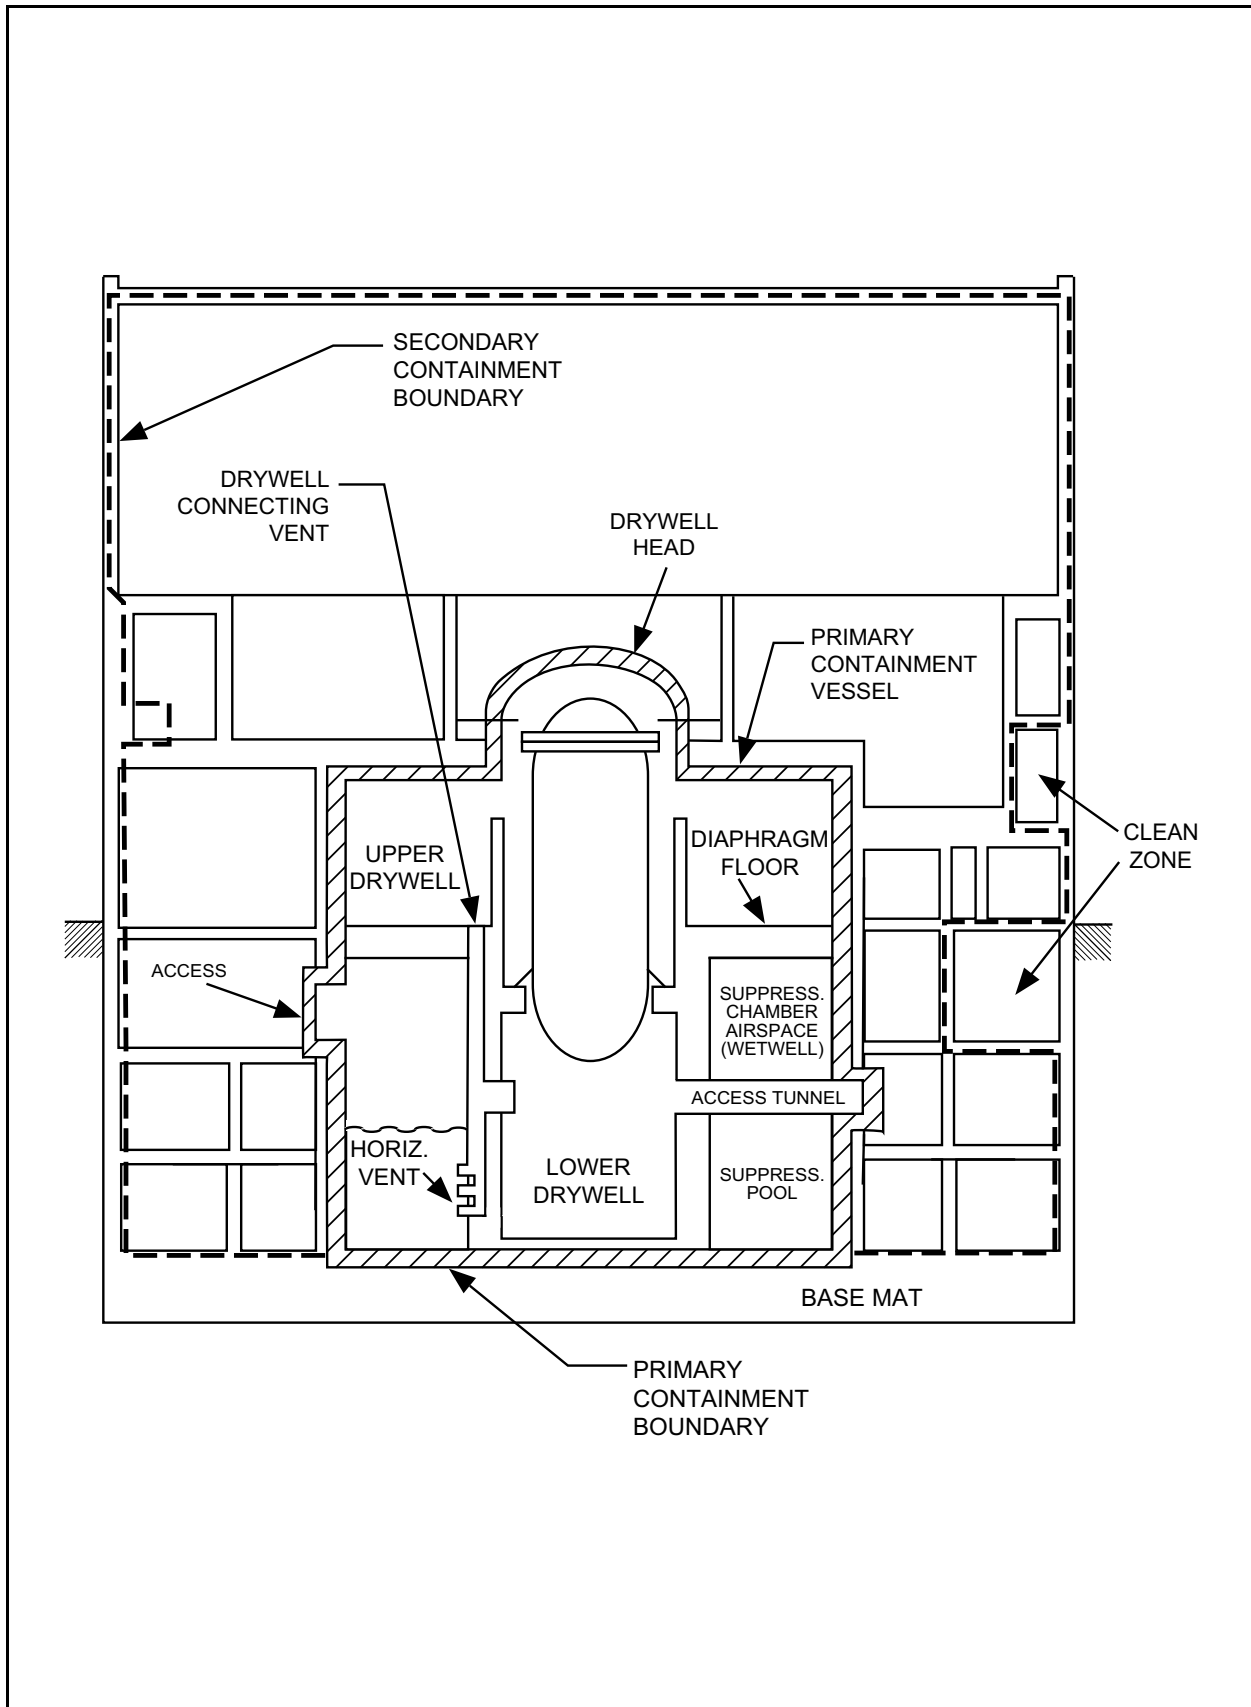 SECONDARY
CONTAINMENT
BOUNDARY
DRYWELL
CONNECTING
VENT
DRYWELL
HEAD
PRIMARY
CONTAINMENT
VESSEL
UPPER
DRYWELL
DIAPHRAGM
FLOOR
CLEAN
ZONE
ACCESS
SUPPRESS.
CHAMBER
AIRSPACE
(WETWELL)
ACCESS TUNNEL
HORIZ.
VENT
LOWER
DRYWELL
SUPPRESS.
POOL
BASE MAT
PRIMARY
CONTAINMENT
BOUNDARY